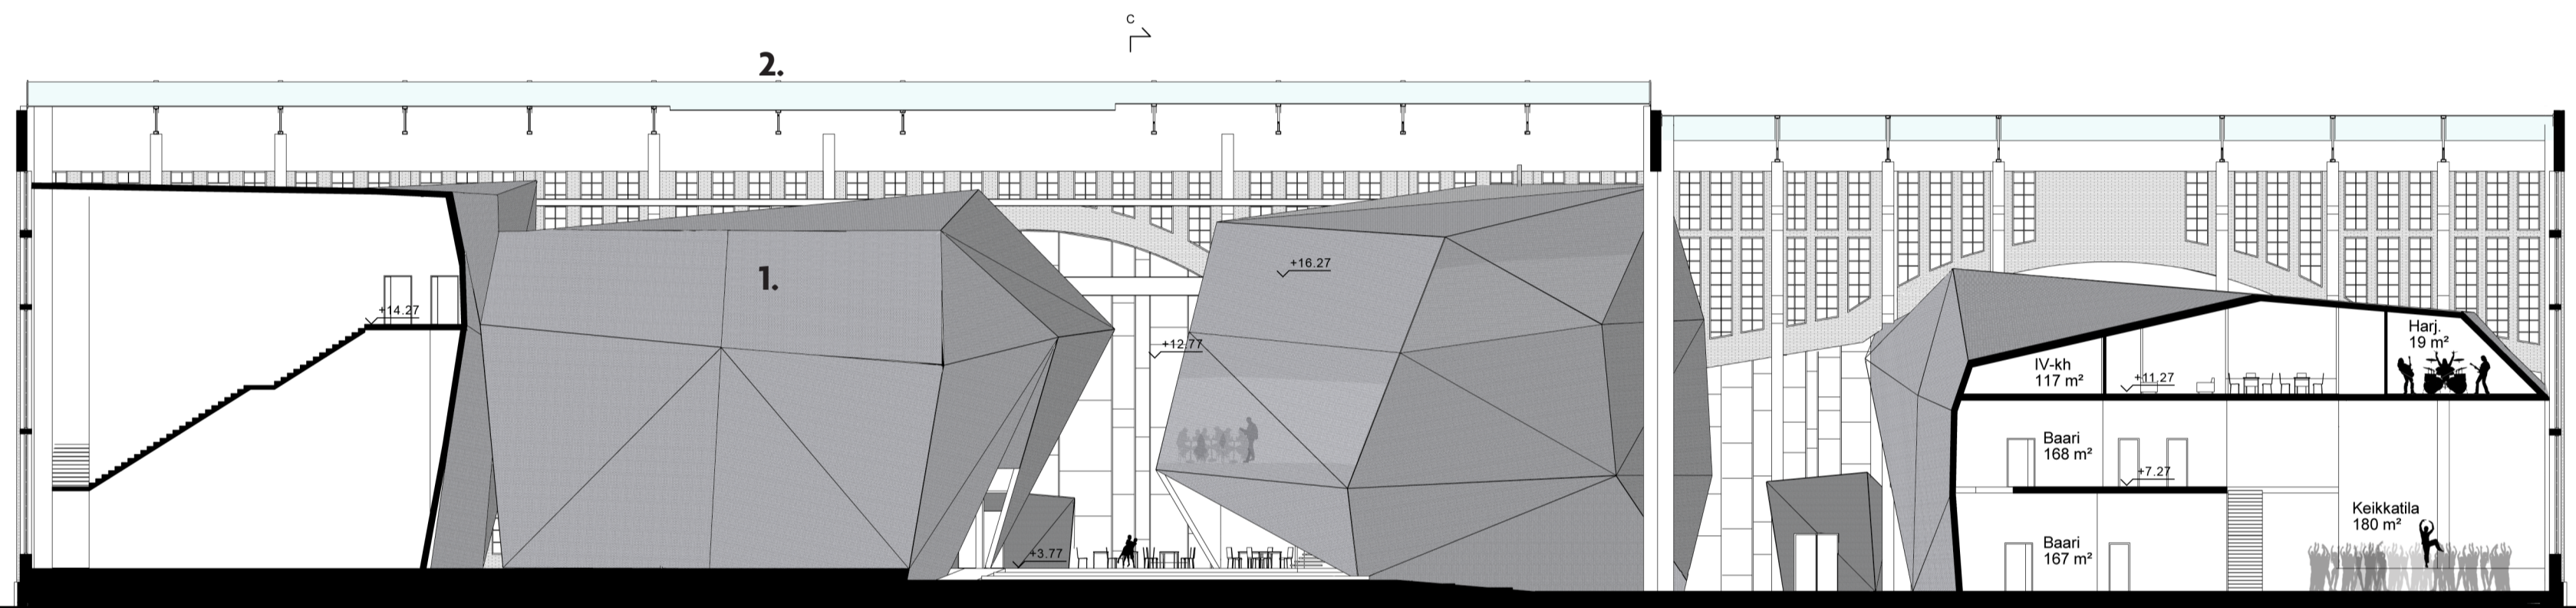 C
2.
1.
+14.27
+16.27
+12.77
+3.77
Harj.
19 m²
IV-kh
117 m²
+11.27
Baari
168 m²
+7.27
Keikkatila
180 m²
Baari
167 m²